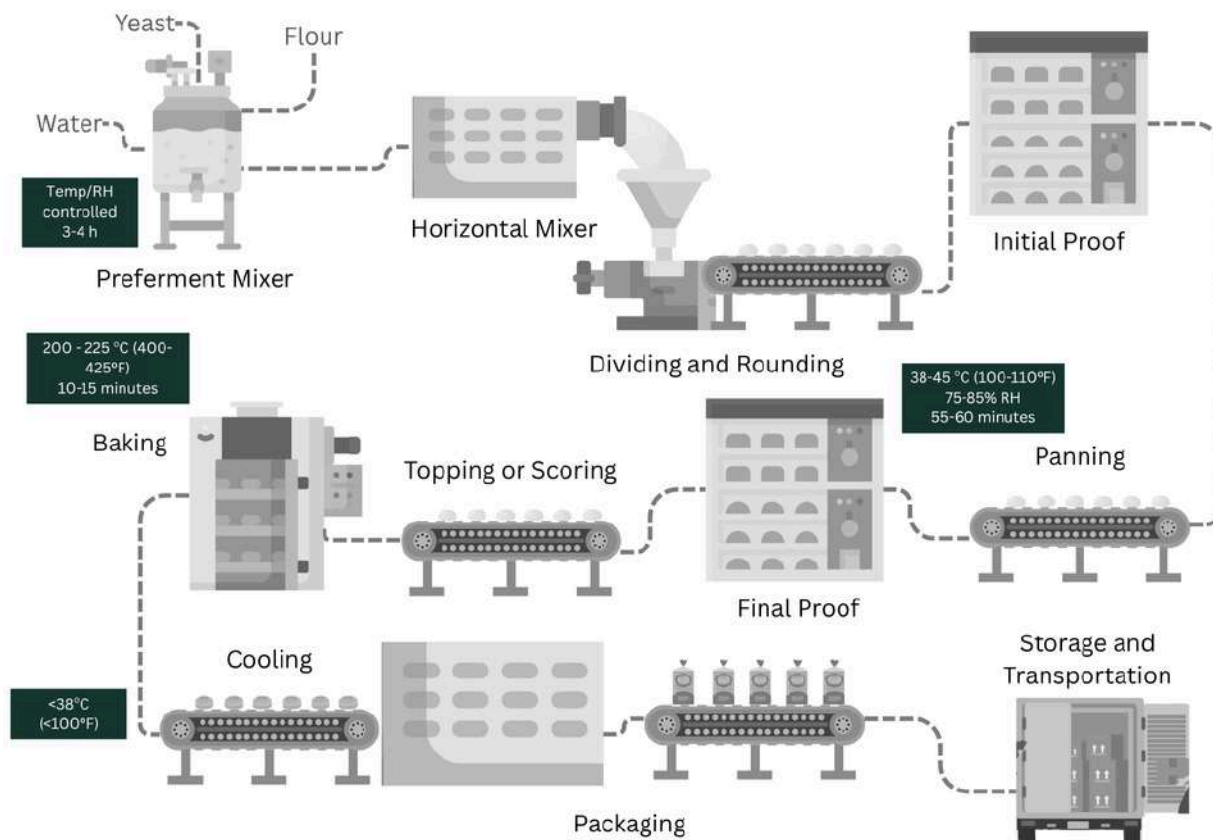 Yeast
Flour
Water
Temp/RH
controlled
3-4 h
Preferment Mixer
Horizontal Mixer
Dividing and Rounding
Initial Proof
200 - 225 °C (400-
425ºF)
10-15 minutes
Baking
Topping or Scoring
Final Proof
38-45 °C (100-110ºF)
75-85% RH
55-60 minutes
Panning
<38°C
(<100°F)
Cooling
Packaging
Storage and
Transportation